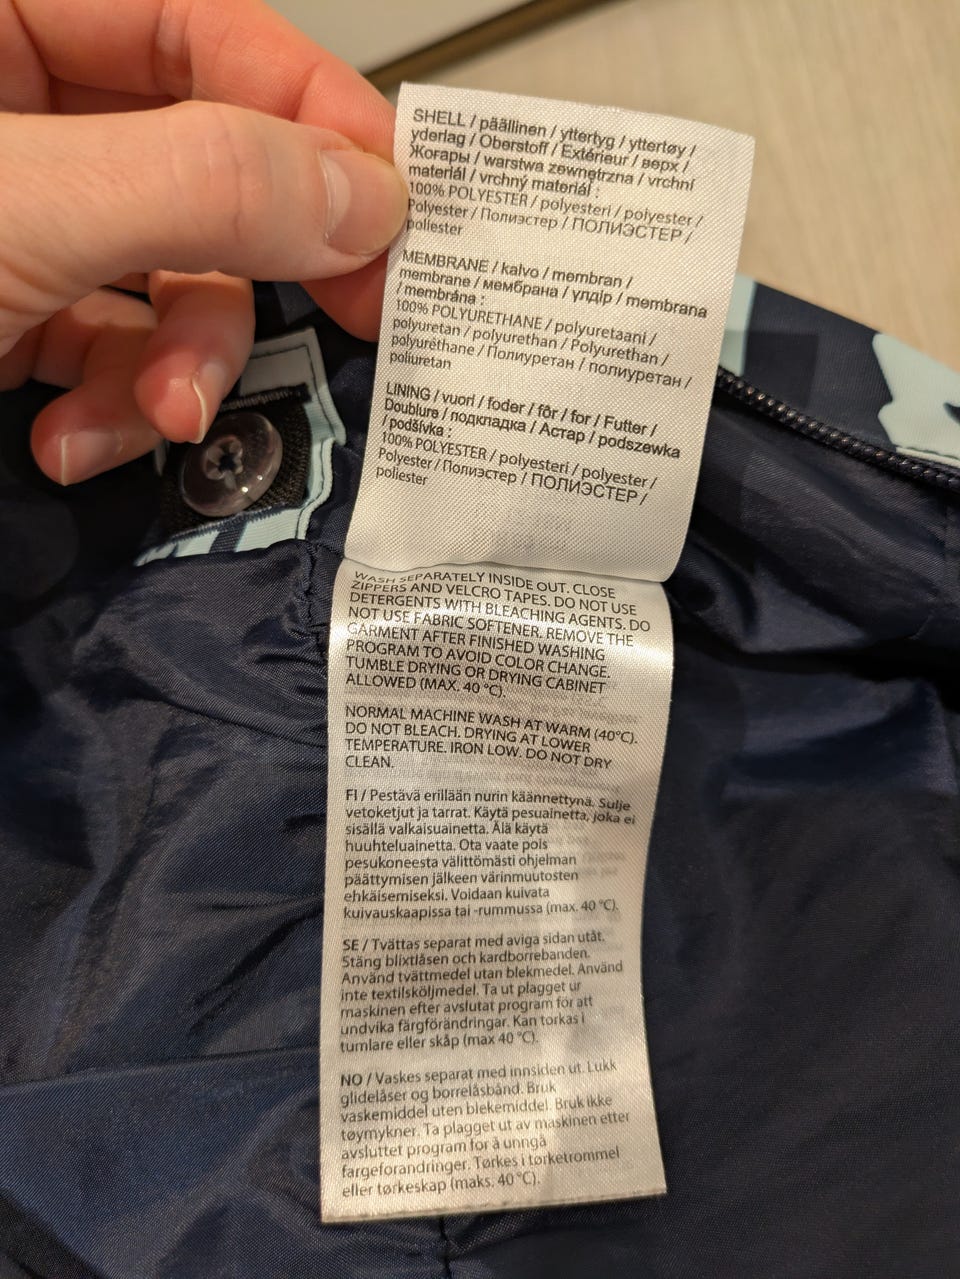 SHELL / päällinen / yttertyg / yttertøy /
yderlag / Oberstoff / Extérieur / верх /
Жоғары / warstwa zewnętrzna / vrchní
materiál / vrchný materiál :
100% POLYESTER / polyesteri / polyester /
Polyester / Полиэстер / ПОЛИЭСТЕР /
poliester
MEMBRANE / kalvo / membran /
membrane / мембрана / үлдір / membrana
/ membrána :
100% POLYURETHANE / polyuretaani /
polyuretan / polyurethan / Polyurethan /
polyuréthane / Полиуретан / полиуретан /
poliuretan
LINING / vuori / foder / fôr / for / Futter /
Doublure / подкладка / Астар / podszewka
/ podšívka :
100% POLYESTER / polyesteri / polyester /
Polyester / Полиэстер / ПОЛИЭСТЕР /
poliester
WASH SEPARATELY INSIDE OUT. CLOSE
ZIPPERS AND VELCRO TAPES. DO NOT USE
DETERGENTS WITH BLEACHING AGENTS. DO
NOT USE FABRIC SOFTENER. REMOVE THE
GARMENT AFTER FINISHED WASHING
PROGRAM TO AVOID COLOR CHANGE.
TUMBLE DRYING OR DRYING CABINET
ALLOWED (MAX. 40 °C).
NORMAL MACHINE WASH AT WARM (40°C).
DO NOT BLEACH. DRYING AT LOWER
TEMPERATURE. IRON LOW. DO NOT DRY
CLEAN.
FI / Pestävä erillään nurin käännettynä. Sulje
vetoketjut ja tarrat. Käytä pesuainetta, joka ei
sisällä valkaisuainetta. Älä käytä
huuhteluainetta. Ota vaate pois
pesukoneesta välittömästi ohjelman
päättymisen jälkeen värinmuutosten
ehkäisemiseksi. Voidaan kuivata
kuivauskaapissa tai -rummussa (max. 40 °C).
SE / Tvättas separat med aviga sidan utåt.
Stäng blixtlåsen och kardborrebanden.
Använd tvättmedel utan blekmedel. Använd
inte textilsköljmedel. Ta ut plagget ur
maskinen efter avslutat program för att
undvika färgförändringar. Kan torkas i
tumlare eller skåp (max 40 °C).
NO / Vaskes separat med innsiden ut. Lukk
glidelåser og borrelåsbånd. Bruk
vaskemiddel uten blekemiddel. Bruk ikke
tøymykner. Ta plagget ut av maskinen etter
avsluttet program for å unngå
fargeforandringer. Tørkes i tørketrommel
eller tørkeskap (maks. 40 °C).